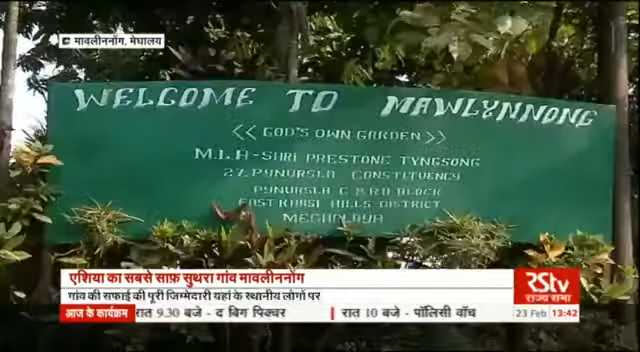 मावलीननोंग, मेघालय
WELCOME TO MAWLYNNONG
<< GOD'S OWN GARDEN >>
M.L.A - SHRI PRESTONE TYNGSONG
27. PYNURSLA CONSTITUENCY
PYNURSLA C & R.D BLOCK
EAST KHASI HILLS DISTRICT
MEGHALAYA
एशिया का सबसे साफ़ सुथरा गांव मावलीननोंग
गांव की सफाई की पूरी जिम्मेदारी यहां के स्थानीय लोगों पर
RSTV
राज्य सभा
आज के कार्यक्रम रात 9.30 बजे - द बिग पिक्चर | रात 10 बजे - पॉलिसी वॉच
23 Feb 13:42